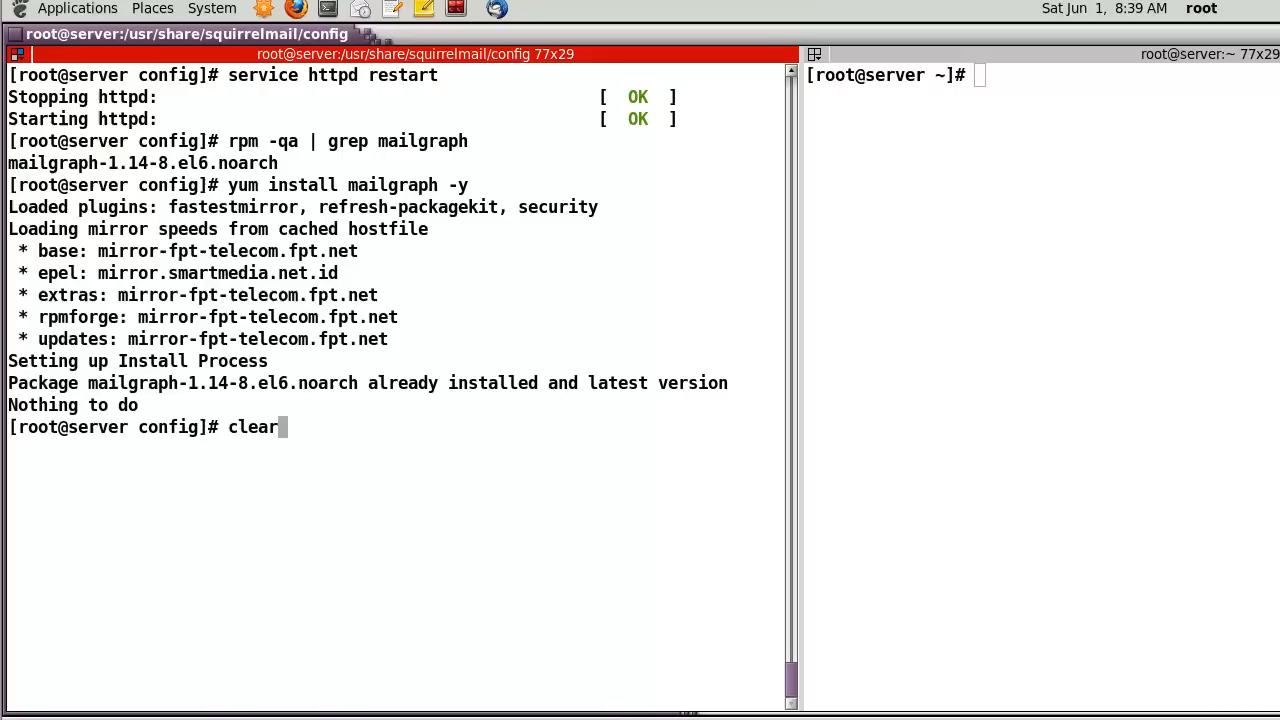 Applications Places System Sat Jun 1, 8:39 AM root
root@server:/usr/share/squirrelmail/config
root@server:/usr/share/squirrelmail/config 77x29
[root@server config]# service httpd restart
Stopping httpd: [ OK ]
Starting httpd: [ OK ]
[root@server config]# rpm -qa | grep mailgraph
mailgraph-1.14-8.el6.noarch
[root@server config]# yum install mailgraph -y
Loaded plugins: fastestmirror, refresh-packagekit, security
Loading mirror speeds from cached hostfile
* base: mirror-fpt-telecom.fpt.net
* epel: mirror.smartmedia.net.id
* extras: mirror-fpt-telecom.fpt.net
* rpmforge: mirror-fpt-telecom.fpt.net
* updates: mirror-fpt-telecom.fpt.net
Setting up Install Process
Package mailgraph-1.14-8.el6.noarch already installed and latest version
Nothing to do
[root@server config]# clear
root@server:~ 77x29
[root@server ~]#